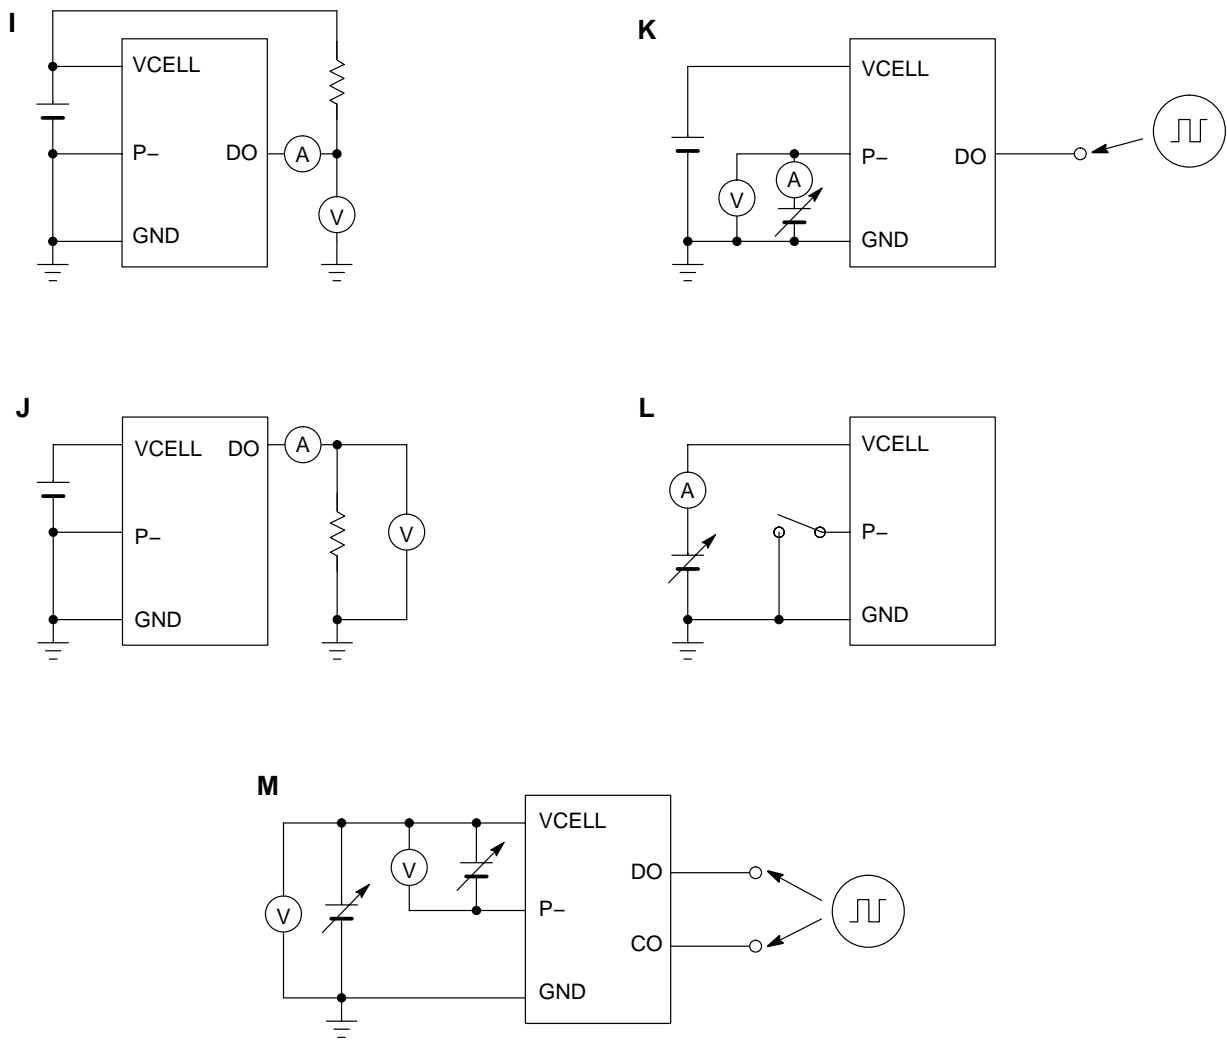 I
VCELL
P–
DO
A
V
GND
K
VCELL
P–
DO
A
V
GND
J
VCELL
DO
A
V
P–
GND
L
VCELL
A
P–
GND
M
VCELL
V
DO
V
P–
CO
GND